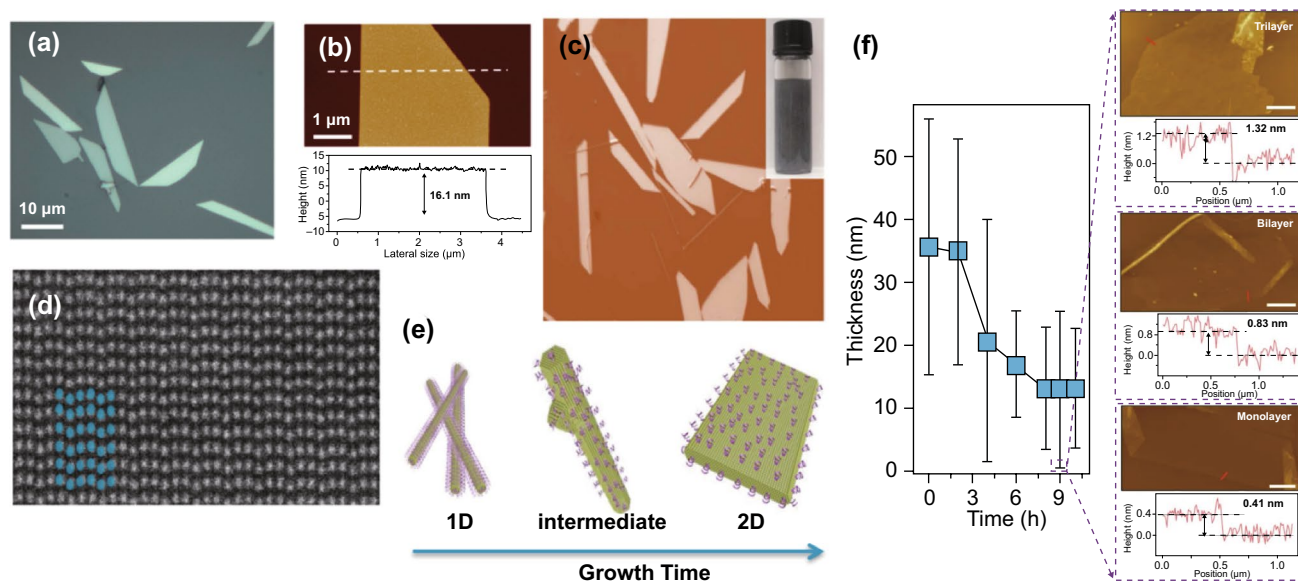 (a)
10 µm
(b)
1 µm
Height (nm)
15
10
5
0
5
–10
16.1 nm
0
1
2
3
4
Lateral size (µm)
(c)
(d)
(e)
1D
intermediate
2D
Growth Time
(f)
Thickness (nm)
50
40
30
20
10
0
0
3
6
9
Time (h)
Trilayer
Height (nm)
1.2
0.0
1.32 nm
0.0
0.5
1.0
Position (µm)
Bilayer
Height (nm)
0.8
0.0
0.83 nm
0.0
0.5
1.0
Position (µm)
Monolayer
Height (nm)
0.4
0.0
0.41 nm
0.0
0.5
1.0
Position (µm)